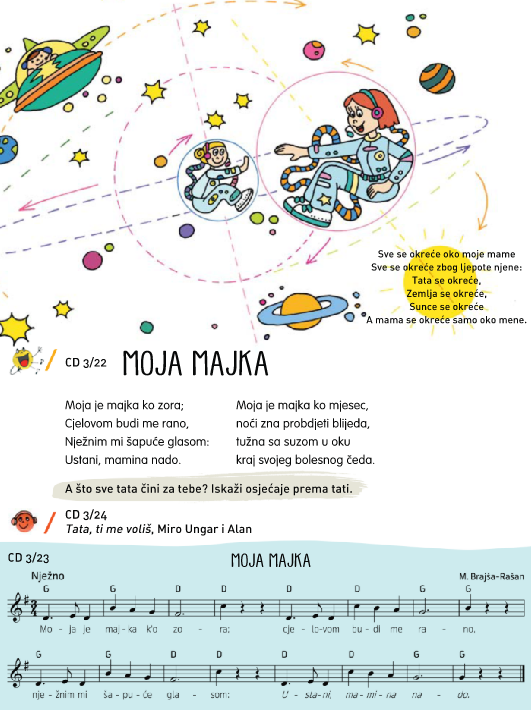 Sve se okreće oko moje mame
Sve se okreće zbog ljepote njene:
Tata se okreće,
Zemlja se okreće,
Sunce se okreće
A mama se okreće samo oko mene.
CD 3/22 MOJA MAJKA
Moja je majka ko zora;
Cjelovom budi me rano,
Nježnim mi šapuće glasom:
Ustani, mamina nado.
Moja je majka ko mjesec,
noći zna probdjeti blijeda,
tužna sa suzom u oku
kraj svojeg bolesnog čeda.
A što sve tata čini za tebe? Iskaži osjećaje prema tati.
CD 3/24
Tata, ti me voliš, Miro Ungar i Alan
CD 3/23
MOJA MAJKA
Nježno
M. Brajša-Rašan
G G D D D D G G
3 4
Mo - ja je maj-ka k'o zo - ra: cje - lo-vom bu - di me ra - no,
G G D D D D G G
nje - žnim mi ša - pu - će gla - som: U - sta-ni, ma - mi - na na - do.